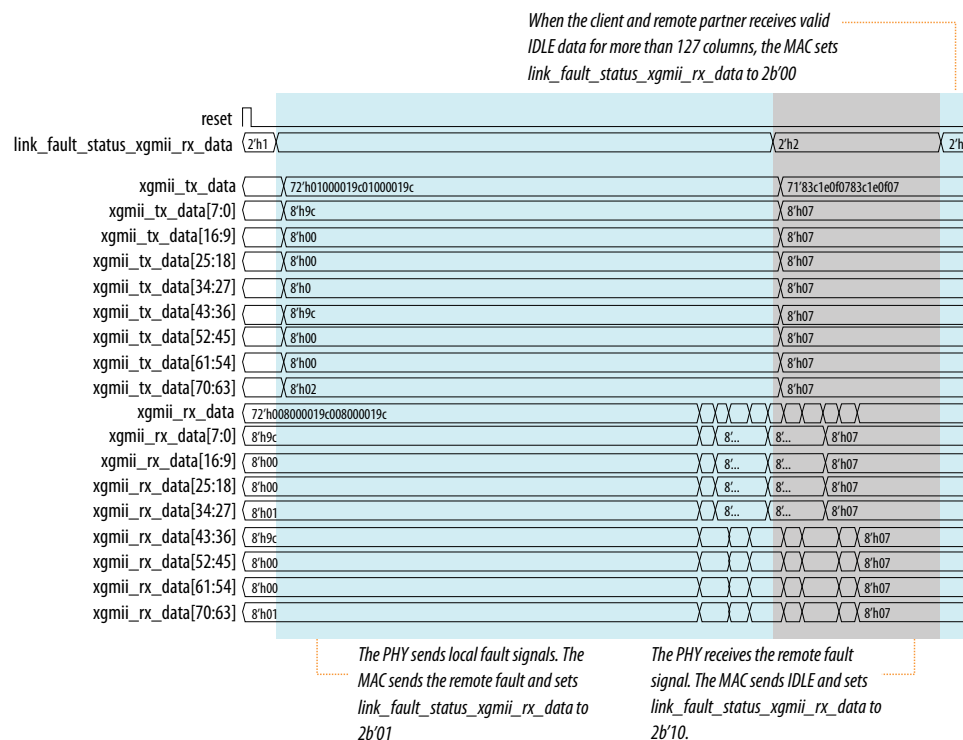 When the client and remote partner receives valid
IDLE data for more than 127 columns, the MAC sets
link_fault_status_xgmii_rx_data to 2b'00
reset
link_fault_status_xgmii_rx_data 2'h1 2'h2 2'h
xgmii_tx_data 72'h01000019c01000019c 71'83c1e0f0783c1e0f07
xgmii_tx_data[7:0] 8'h9c 8'h07
xgmii_tx_data[16:9] 8'h00 8'h07
xgmii_tx_data[25:18] 8'h00 8'h07
xgmii_tx_data[34:27] 8'h0 8'h07
xgmii_tx_data[43:36] 8'h9c 8'h07
xgmii_tx_data[52:45] 8'h00 8'h07
xgmii_tx_data[61:54] 8'h00 8'h07
xgmii_tx_data[70:63] 8'h02 8'h07
xgmii_rx_data 72'h008000019c008000019c
xgmii_rx_data[7:0] 8'h9c 8'... 8'... 8'h07
xgmii_rx_data[16:9] 8'h00 8'... 8'... 8'h07
xgmii_rx_data[25:18] 8'h00 8'... 8'... 8'h07
xgmii_rx_data[34:27] 8'h01 8'... 8'... 8'h07
xgmii_rx_data[43:36] 8'h9c 8'h07
xgmii_rx_data[52:45] 8'h00 8'h07
xgmii_rx_data[61:54] 8'h00 8'h07
xgmii_rx_data[70:63] 8'h01 8'h07
The PHY sends local fault signals. The
MAC sends the remote fault and sets
link_fault_status_xgmii_rx_data to
2b'01
The PHY receives the remote fault
signal. The MAC sends IDLE and sets
link_fault_status_xgmii_rx_data to
2b'10.